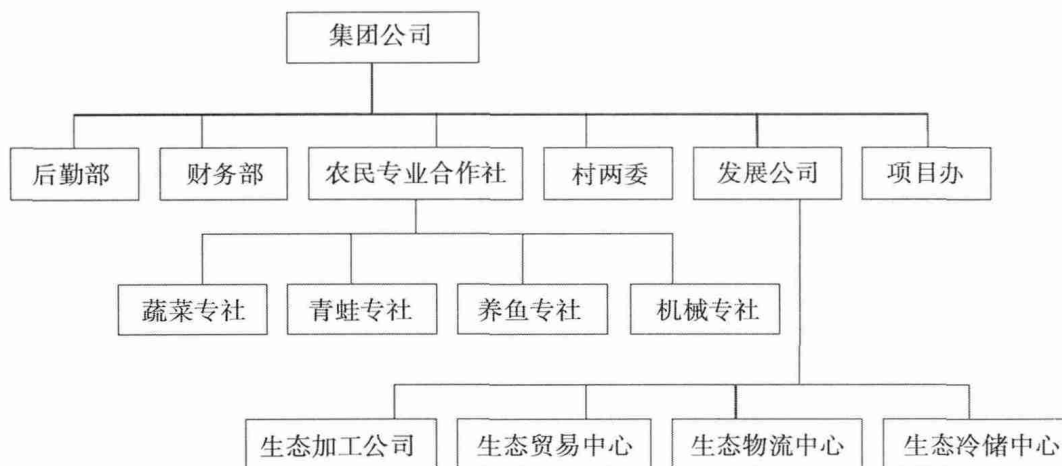 集团公司
后勤部 财务部 农民专业合作社 村两委 发展公司 项目办
蔬菜专社 青蛙专社 养鱼专社 机械专社
生态加工公司 生态贸易中心 生态物流中心 生态冷储中心